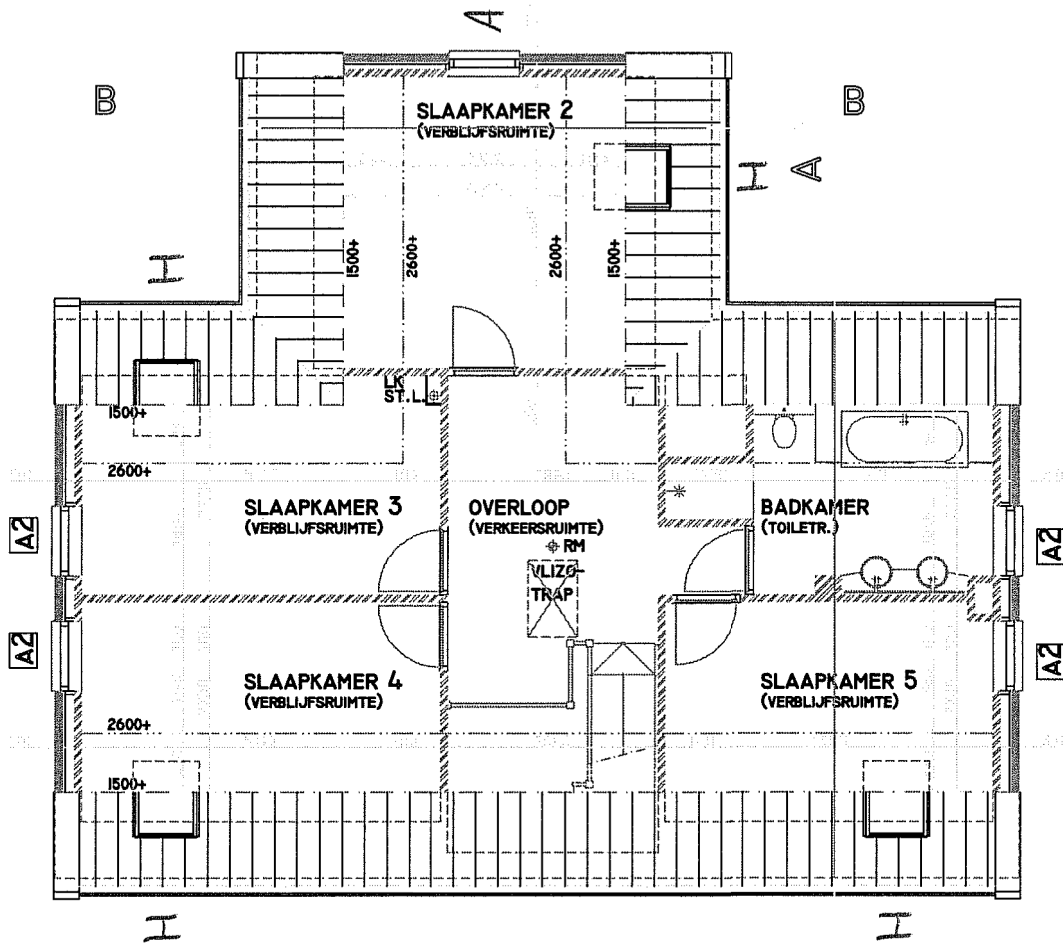 A
B
B
SLAAPKAMER 2
(VERBLIJFSRUIMTE)
H
A
1500+
2600+
2600+
1500+
H
LK
ST.L.
1500+
2600+
SLAAPKAMER 3
(VERBLIJFSRUIMTE)
OVERLOOP
(VERKEERSRUIMTE)
BADKAMER
(TOILETR.)
A2
A2
RM
VLIZO-
TRAP
A2
A2
SLAAPKAMER 4
(VERBLIJFSRUIMTE)
SLAAPKAMER 5
(VERBLIJFSRUIMTE)
2600+
1500+
H
H